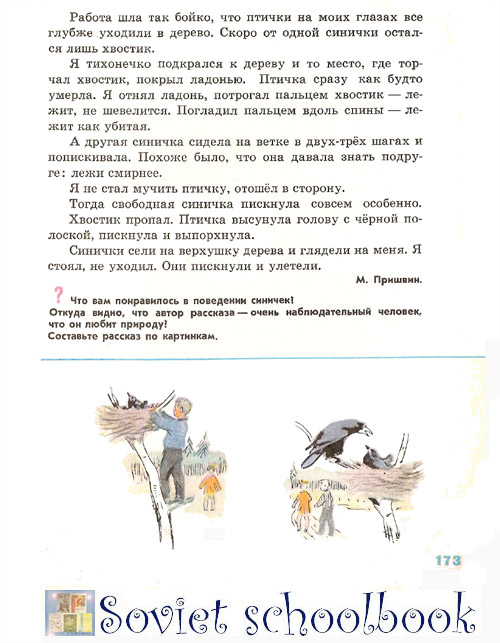 Работа шла так бойко, что птички на моих глазах все
глубже уходили в дерево. Скоро от одной синички остал-
ся лишь хвостик.
Я тихонечко подкрался к дереву и то место, где тор-
чал хвостик, покрыл ладонью. Птичка сразу как будто
умерла. Я отнял ладонь, потрогал пальцем хвостик — ле-
жит, не шевелится. Погладил пальцем вдоль спины — ле-
жит как убитая.
А другая синичка сидела на ветке в двух-трёх шагах и
попискивала. Похоже было, что она давала знать подру-
ге: лежи смирнее.
Я не стал мучить птичку, отошёл в сторону.
Тогда свободная синичка пискнула совсем особенно.
Хвостик пропал. Птичка высунула голову с чёрной по-
лоской, пискнула и выпорхнула.
Синички сели на верхушку дерева и глядели на меня. Я
стоял, не уходил. Они пискнули и улетели.
М. Пришвин.
? Что вам понравилось в поведении синичек?
Откуда видно, что автор рассказа — очень наблюдательный человек,
что он любит природу?
Составьте рассказ по картинкам.
173
Soviet schoolbook